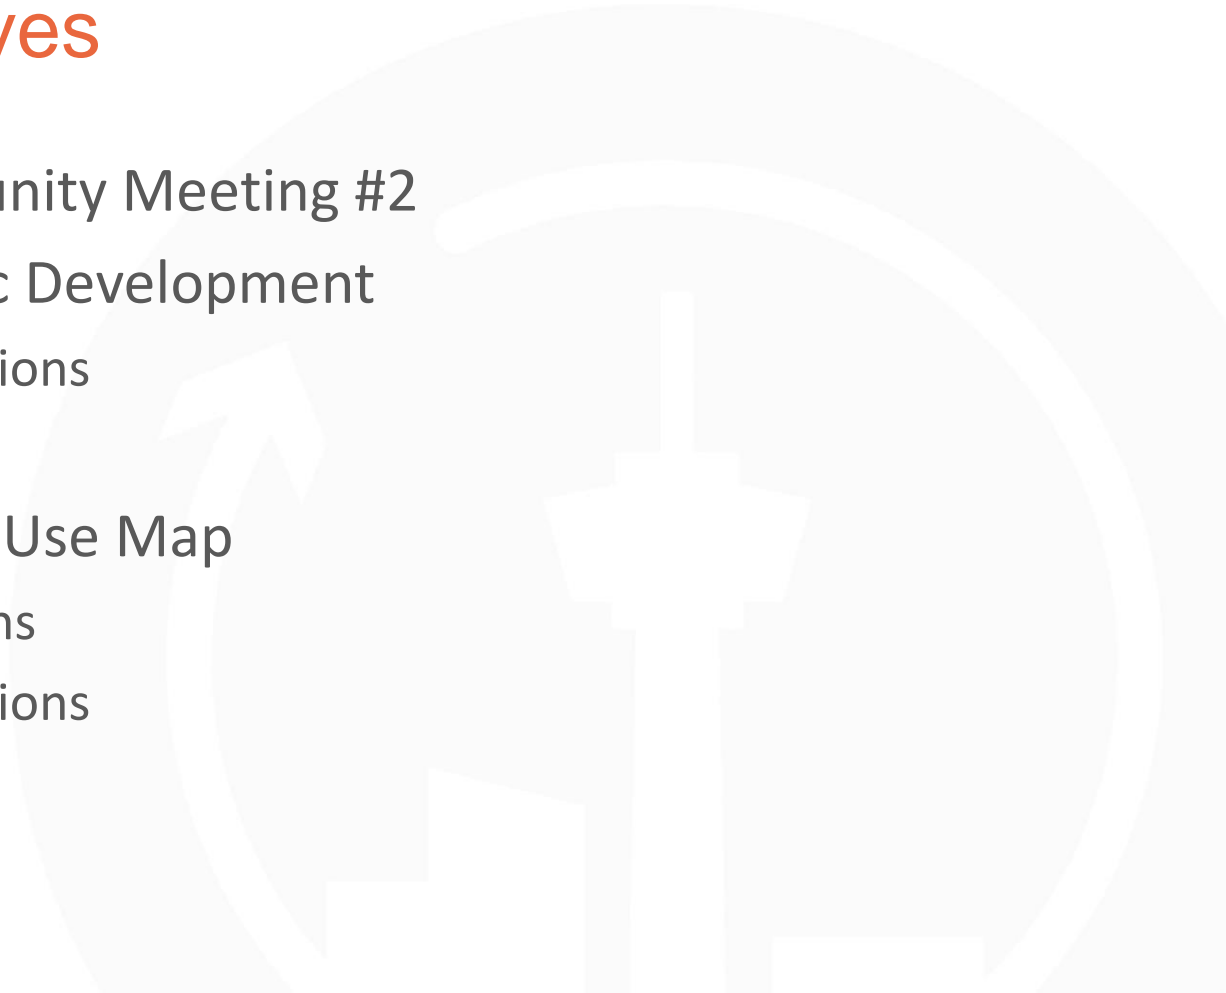 ves
unity Meeting #2
c Development
ions
Use Map
ns
ions